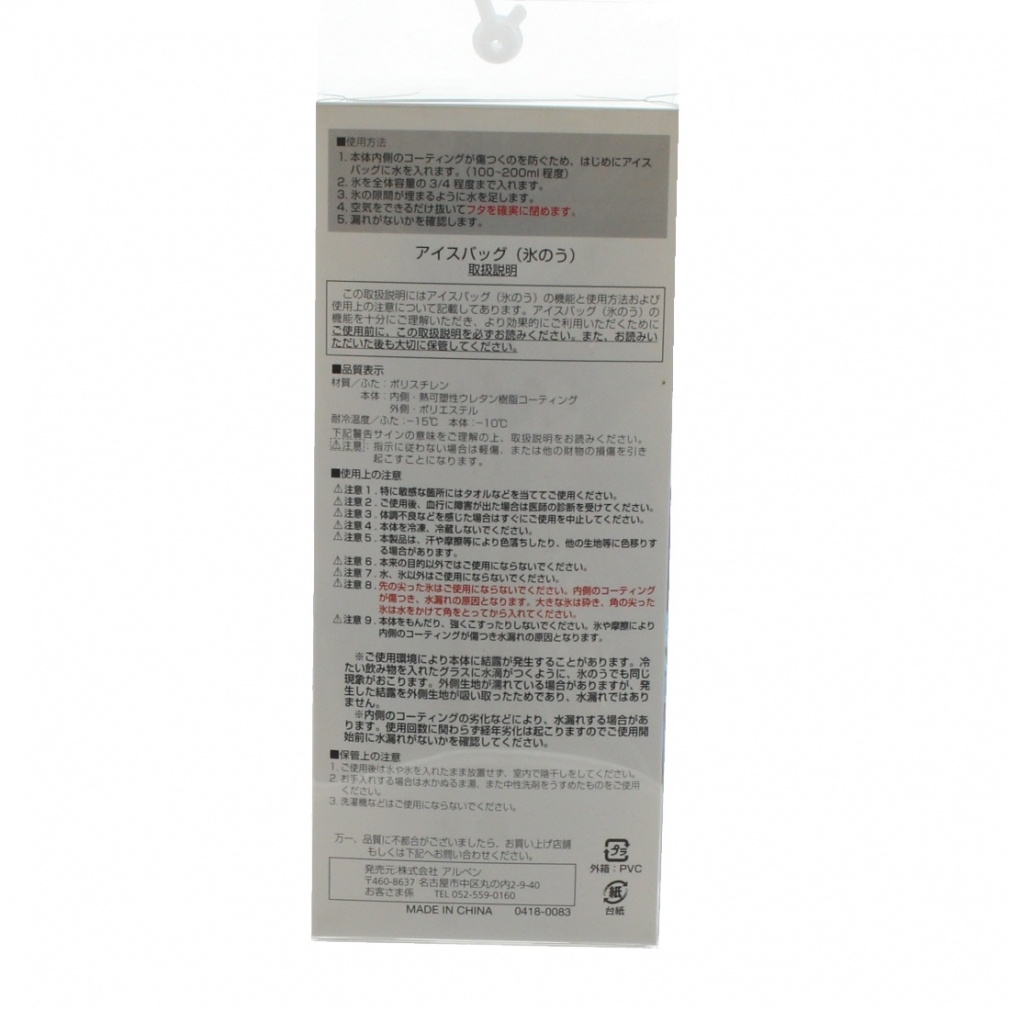 ■使用方法
1. 本体内側のコーティングが傷つくのを防ぐため、はじめにアイス
バッグに水を入れます。(100~200ml 程度)
2. 氷を全体容量の 3/4 程度まで入れます。
3. 氷の隙間が埋まるように水を足します。
4. 空気をできるだけ抜いてフタを確実に閉めます。
5. 漏れがないかを確認します。
アイスバッグ（氷のう）
取扱説明
この取扱説明にはアイスバッグ（氷のう）の機能と使用方法および
使用上の注意について記載してあります。アイスバッグ（氷のう）の
機能を十分にご理解いただき、より効果的にご利用いただくために
ご使用前に、この取扱説明を必ずお読みください。また、お読みい
ただいた後も大切に保管してください。
■品質表示
材質／ふた：ポリスチレン
本体：内側・熱可塑性ウレタン樹脂コーティング
外側・ポリエステル
耐冷温度／ふた：−15℃ 本体：−10℃
下記警告サインの意味をご理解の上、取扱説明をお読みください。
⚠注意：指示に従わない場合は軽傷、または他の財物の損傷を引き
起こすことになります。
■使用上の注意
⚠注意 1．特に敏感な箇所にはタオルなどを当ててご使用ください。
⚠注意 2．ご使用後、血行に障害が出た場合は医師の診断を受けてください。
⚠注意 3．体調不良などを感じた場合はすぐにご使用を中止してください。
⚠注意 4．本体を冷凍、冷蔵しないでください。
⚠注意 5．本製品は、汗や摩擦等により色落ちしたり、他の生地等に色移りす
る場合があります。
⚠注意 6．本来の目的以外ではご使用にならないでください。
⚠注意 7．水、氷以外はご使用にならないでください。
⚠注意 8．先の尖った氷はご使用にならないでください。内側のコーティング
が傷つき、水漏れの原因となります。大きな氷は砕き、角の尖った
氷は水をかけて角をとってから入れてください。
⚠注意 9．本体をもんだり、強くこすったりしないでください。氷や摩擦により
内側のコーティングが傷つき水漏れの原因となります。
※ご使用環境により本体に結露が発生することがあります。冷
たい飲み物を入れたグラスに水滴がつくように、氷のうでも同じ
現象がおこります。外側生地が濡れている場合がありますが、発
生した結露を外側生地が吸い取ったためであり、水漏れではあり
ません。
※内側のコーティングの劣化などにより、水漏れする場合があ
ります。使用回数に関わらず経年劣化は起こりますのでご使用開
始前に水漏れがないかを確認してください。
■保管上の注意
1. ご使用後は水や氷を入れたまま放置せず、室内で陰干しをしてください。
2. お手入れする場合は水かぬるま湯、また中性洗剤をうすめたものをご使用
ください。
3. 洗濯機などはご使用にならないでください。
万一、品質に不都合がございましたら、お買い上げ店舗
もしくは下記へお問い合わせください。
発売元:株式会社 アルペン
〒460-8637 名古屋市中区丸の内2-9-40
お客さま係 TEL 052-559-0160
MADE IN CHINA 0418-0083
プラ
外箱：PVC
紙
台紙